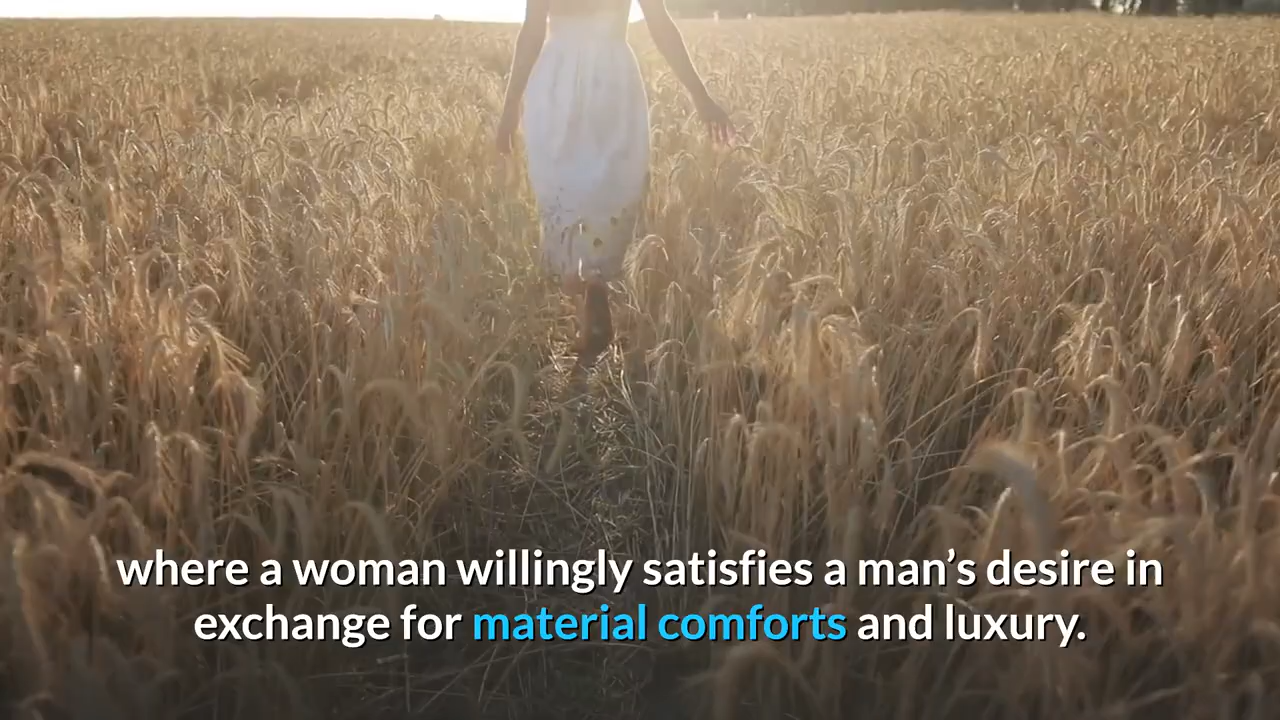 where a woman willingly satisfies a man’s desire in
exchange for material comforts and luxury.